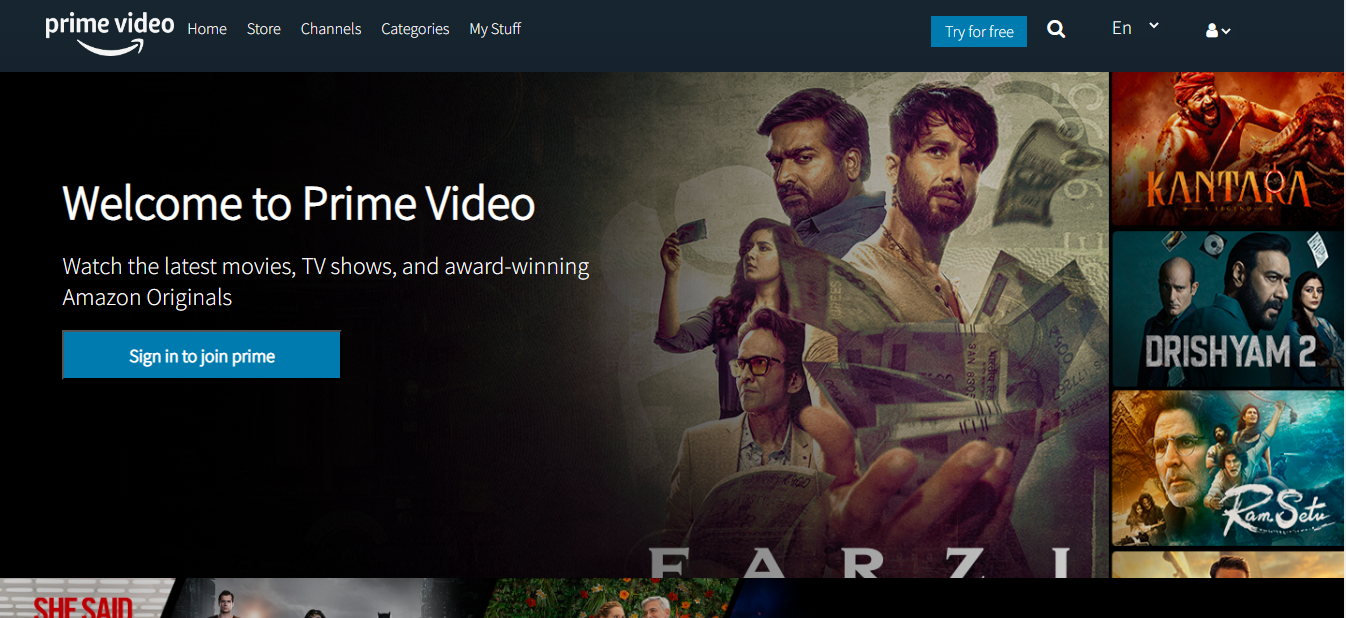 prime video
Home
Store
Channels
Categories
My Stuff
Try for free
En
Welcome to Prime Video
Watch the latest movies, TV shows, and award-winning
Amazon Originals
Sign in to join prime
FARZI
KANTARA
A LEGEND
DRISHYAM 2
Ram Setu
SHE SAID